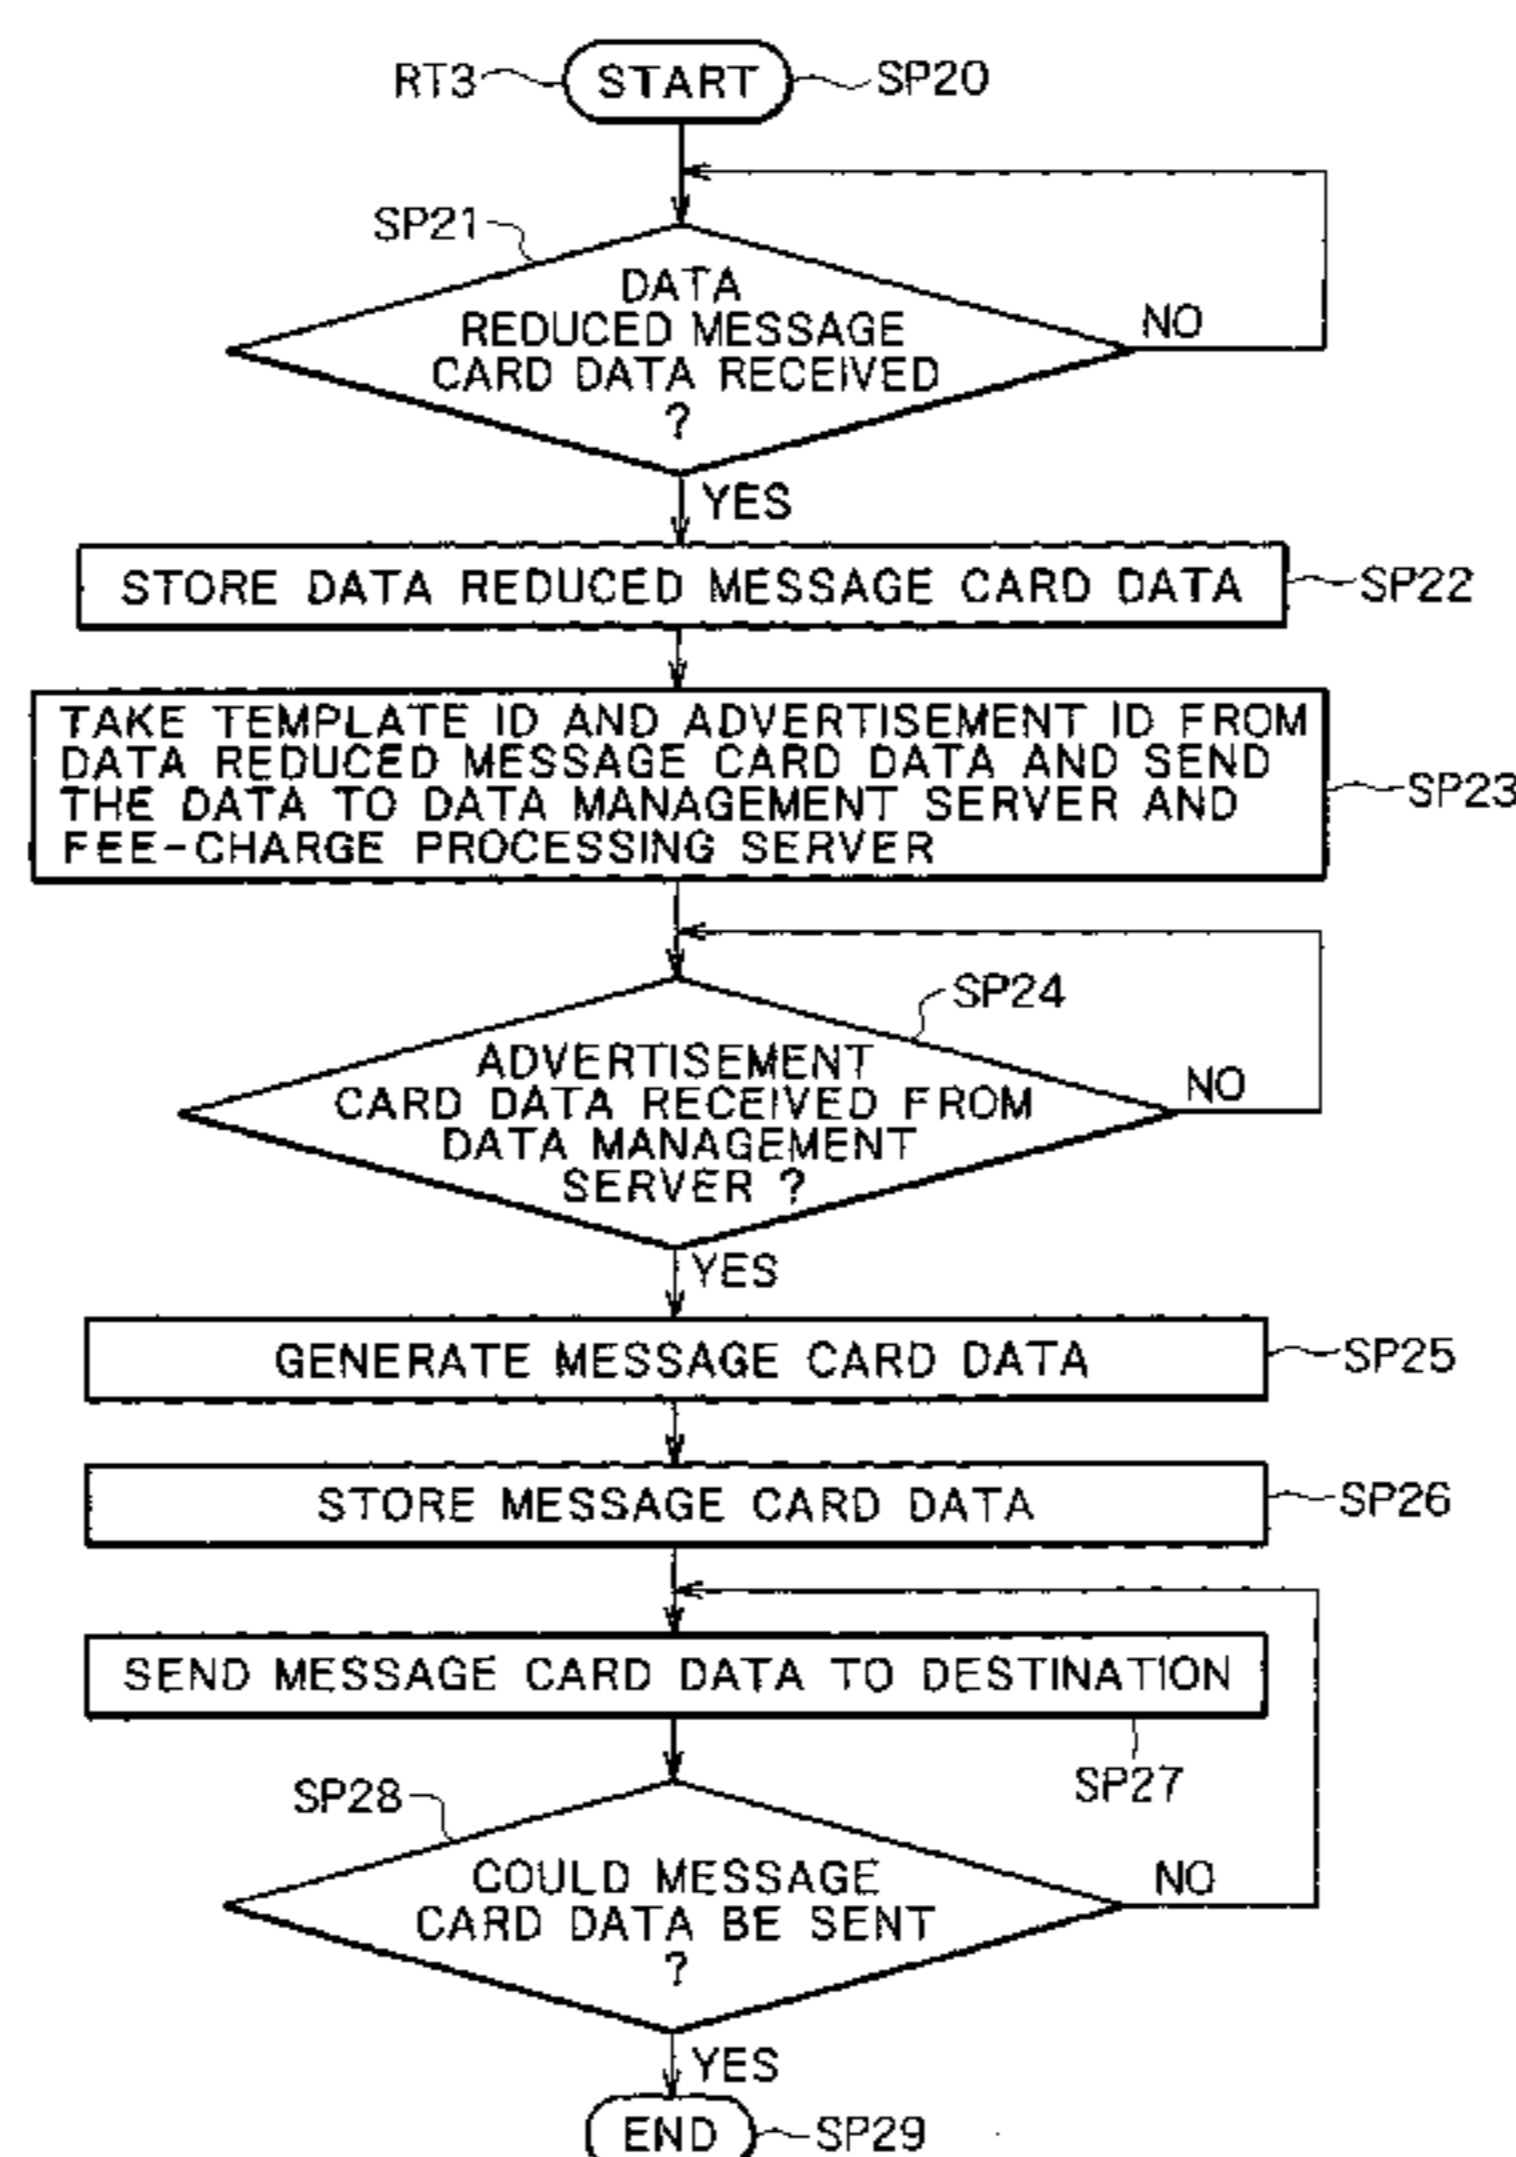 RT3 START SP20
SP21
DATA
REDUCED MESSAGE
CARD DATA RECEIVED
?
NO
YES
STORE DATA REDUCED MESSAGE CARD DATA SP22
TAKE TEMPLATE ID AND ADVERTISEMENT ID FROM
DATA REDUCED MESSAGE CARD DATA AND SEND
THE DATA TO DATA MANAGEMENT SERVER AND
FEE-CHARGE PROCESSING SERVER
SP23
SP24
ADVERTISEMENT
CARD DATA RECEIVED FROM
DATA MANAGEMENT
SERVER ?
NO
YES
GENERATE MESSAGE CARD DATA SP25
STORE MESSAGE CARD DATA SP26
SEND MESSAGE CARD DATA TO DESTINATION
SP27
SP28
COULD MESSAGE
CARD DATA BE SENT
?
NO
YES
END SP29